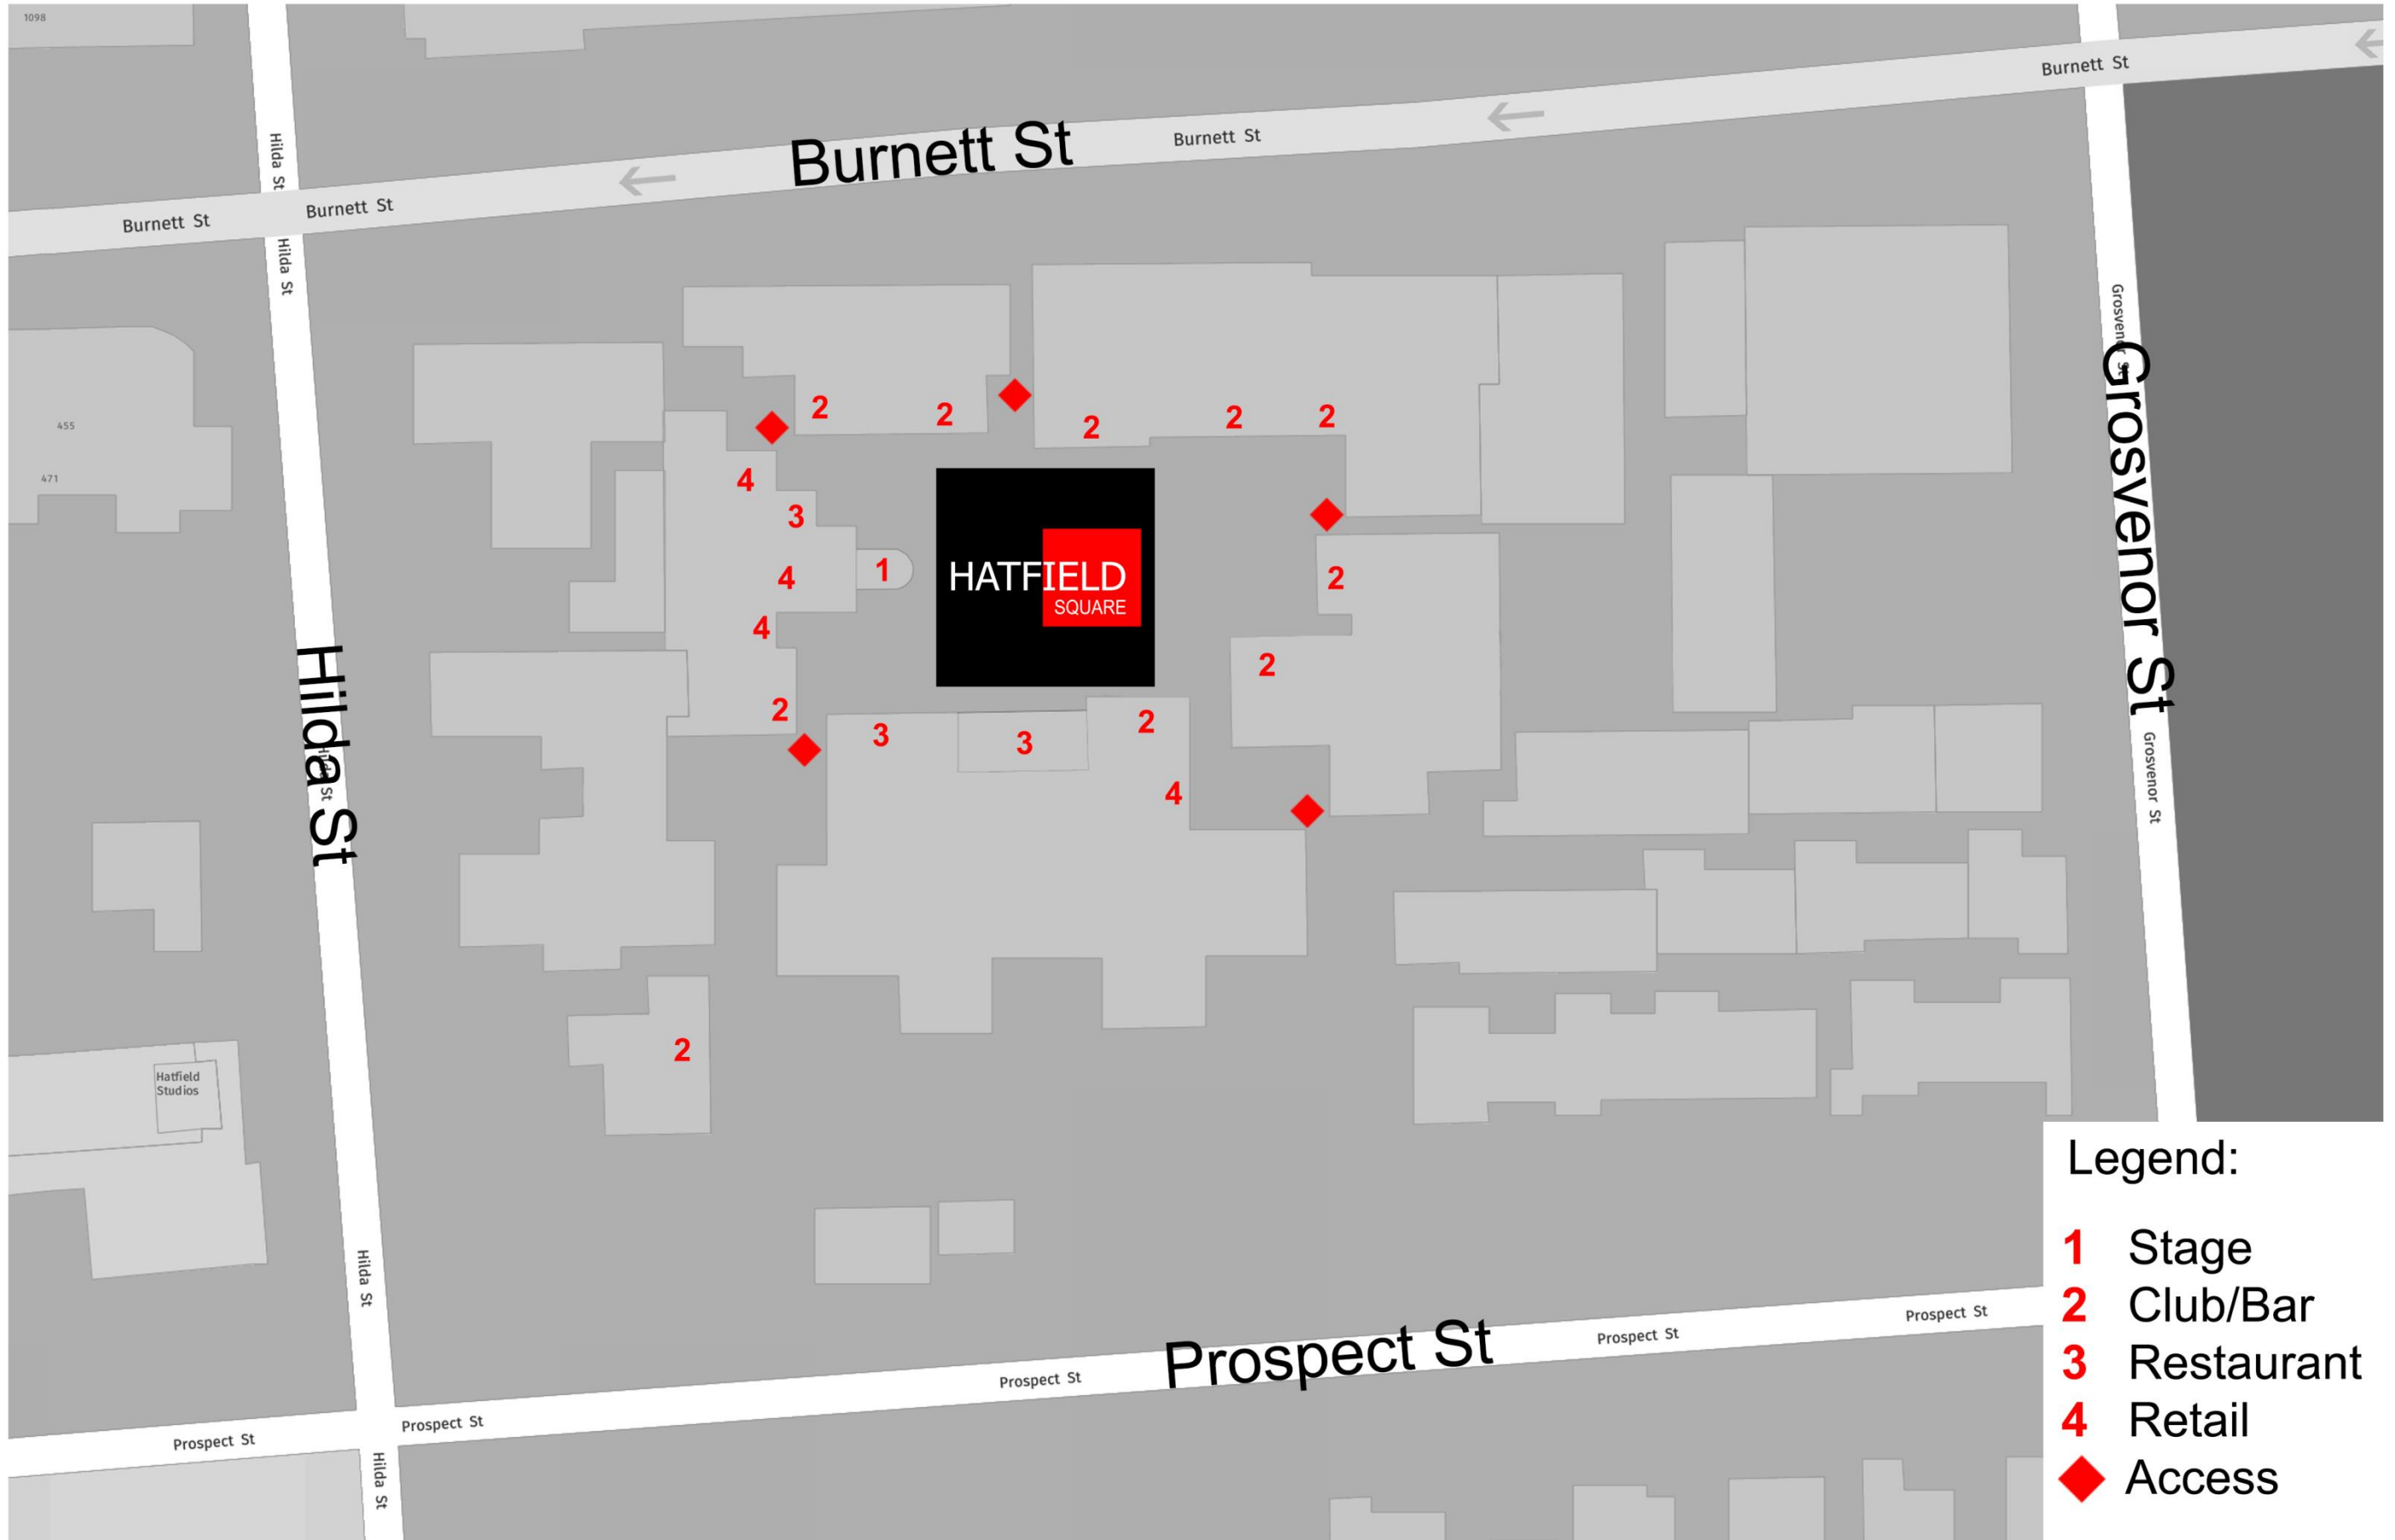 1098
Burnett St
Hilda St
Burnett St
Burnett St
Burnett St
Burnett St
Hilda St
Grosvenor St
Grosvenor St
455
471
2
2
2
2
2
4
3
4
1
HATFIELD
SQUARE
2
4
2
2
3
3
2
4
Hilda St
Hilda St
Grosvenor St
2
Hatfield
Studios
Hilda St
Prospect St
Prospect St
Prospect St
Prospect St
Prospect St
Prospect St
Hilda St
Legend:
1 Stage
2 Club/Bar
3 Restaurant
4 Retail
Access